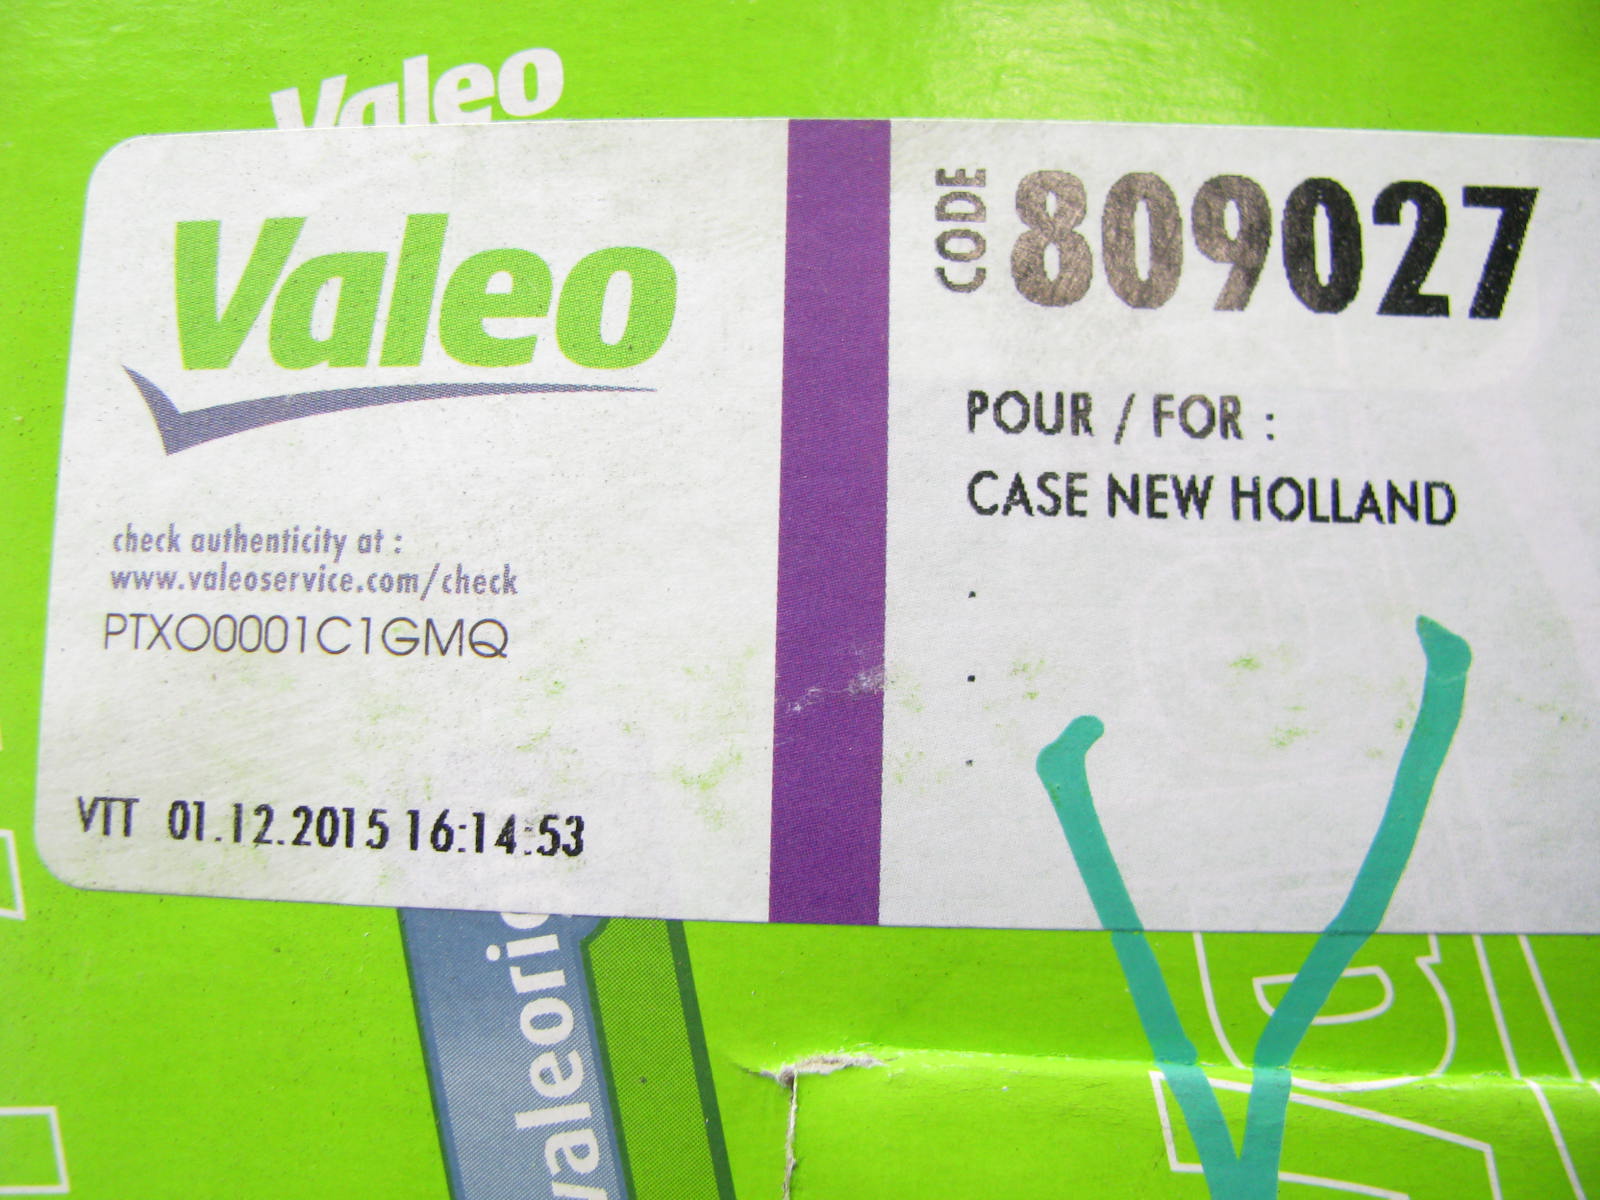 Valeo
Valeo
check authenticity at :
www.valeoservice.com/check
PTXO0001C1GMQ
VTT 01.12.2015 16:14:53
CODE 809027
POUR / FOR :
CASE NEW HOLLAND
.
.
.